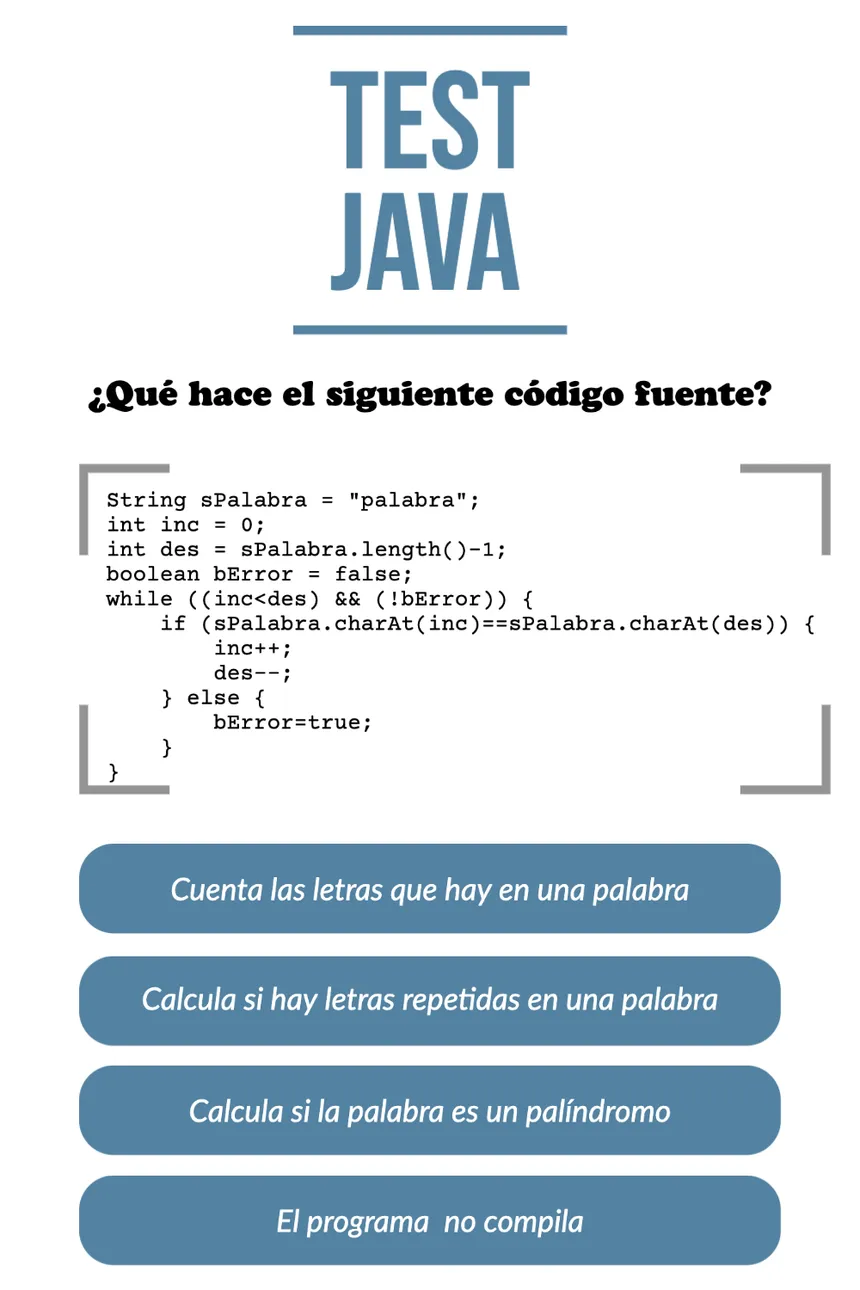 TEST
JAVA
¿Qué hace el siguiente código fuente?
String sPalabra = "palabra";
int inc = 0;
int des = sPalabra.length()-1;
boolean bError = false;
while ((inc<des) && (!bError)) {
    if (sPalabra.charAt(inc)==sPalabra.charAt(des)) {
        inc++;
        des--;
    } else {
        bError=true;
    }
}
Cuenta las letras que hay en una palabra
Calcula si hay letras repetidas en una palabra
Calcula si la palabra es un palíndromo
El programa  no compila